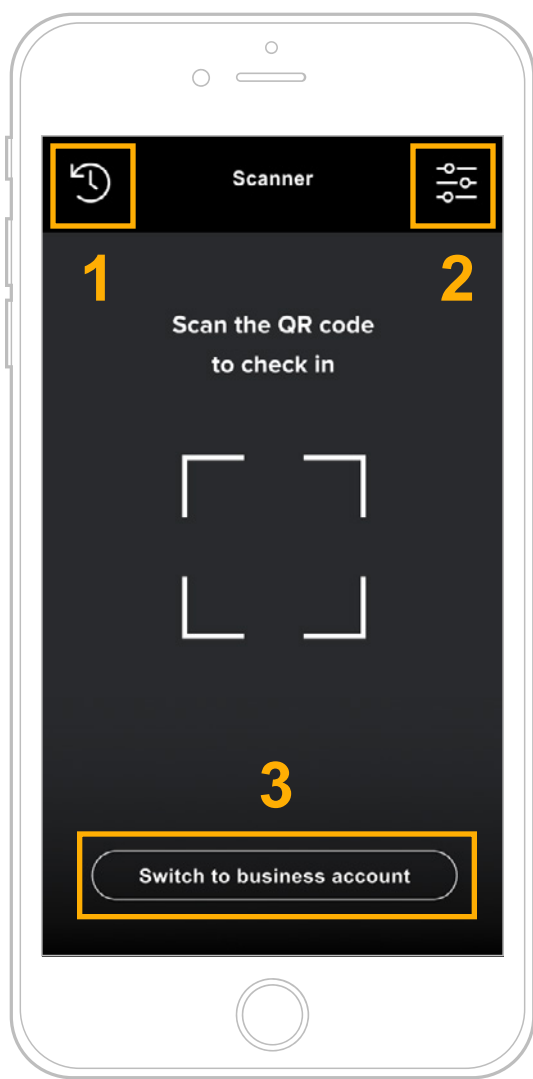 Scanner
1
2
Scan the QR code
to check in
3
Switch to business account